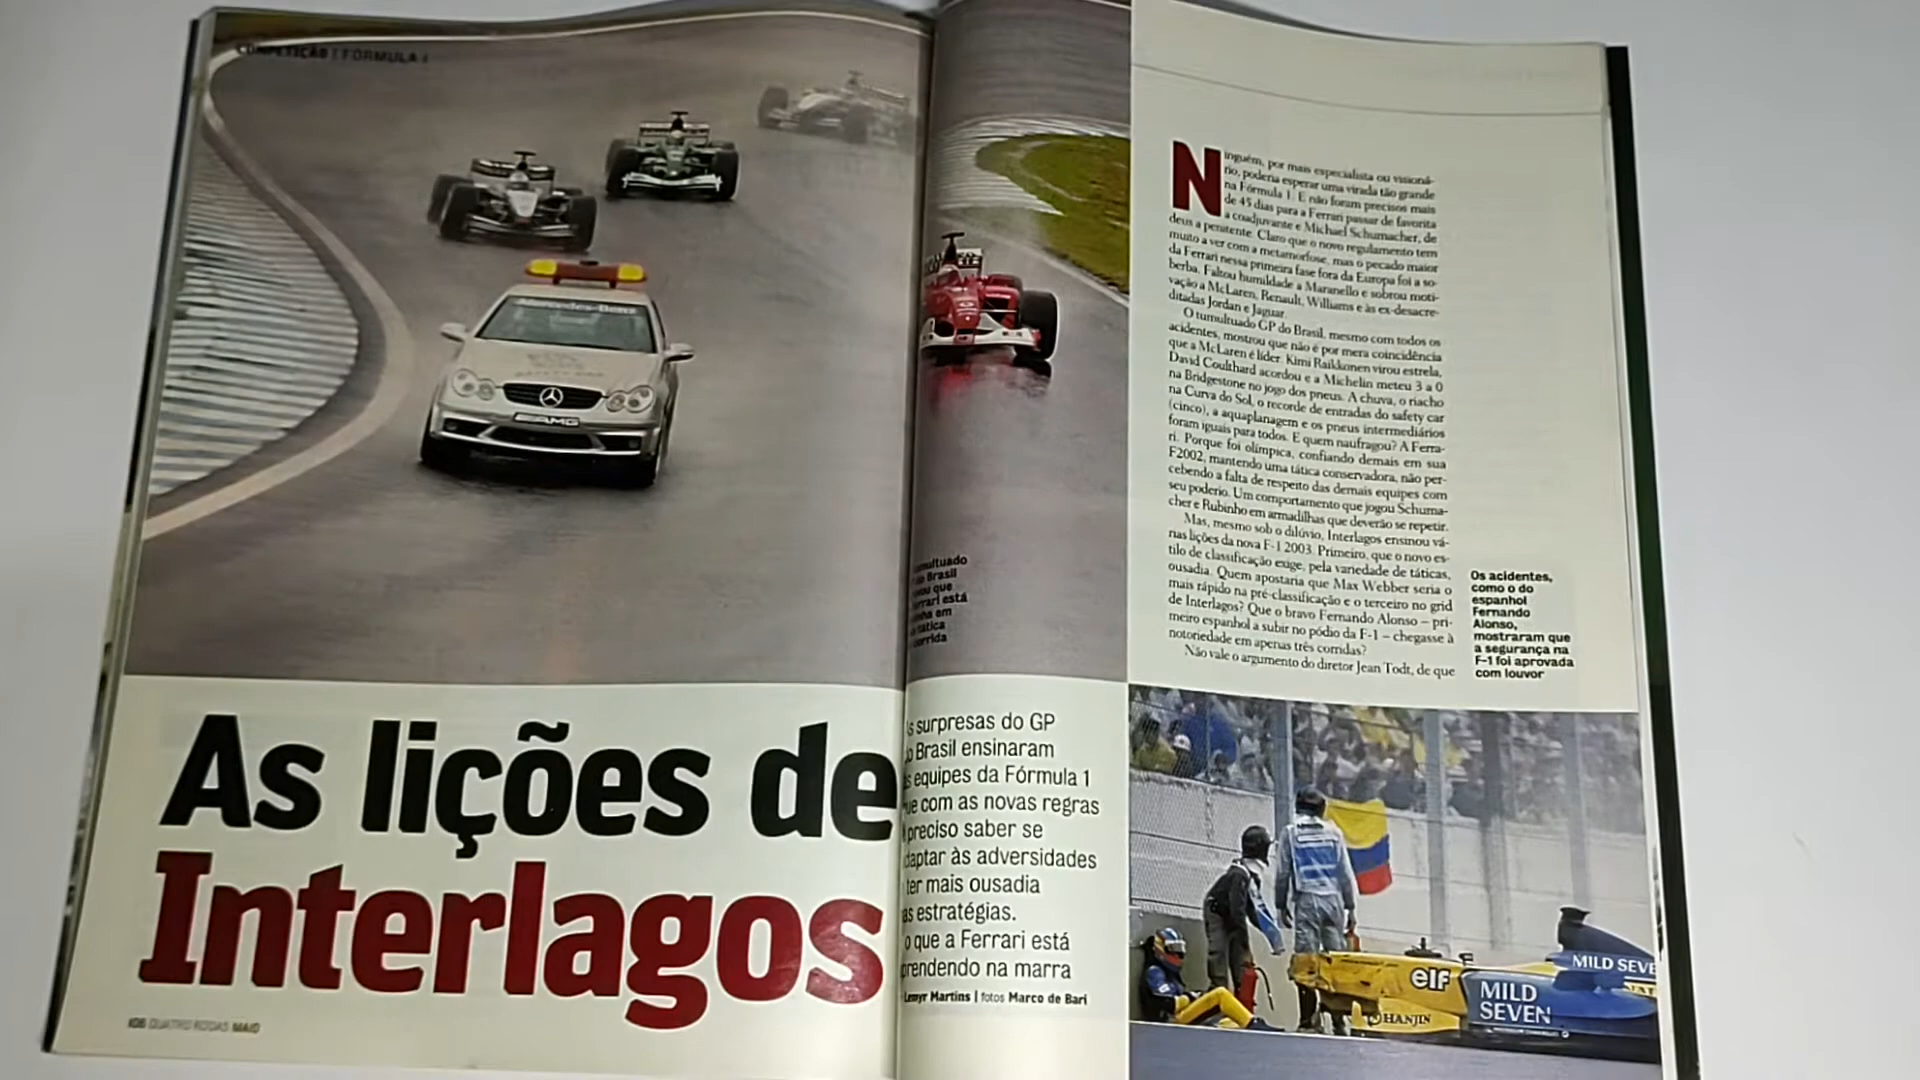 COMPETIÇÃO | FÓRMULA 1
Mercedes-Benz
AMG
tumultuado
do Brasil
que
Ferrari está
em
tática
corrida
As lições de
Interlagos
s surpresas do GP
o Brasil ensinaram
s equipes da Fórmula 1
ue com as novas regras
preciso saber se
daptar às adversidades
ter mais ousadia
as estratégias.
o que a Ferrari está
prendendo na marra
Lemyr Martins | fotos Marco de Bari
106 QUATRO RODAS MAIO
Ninguém, por mais especialista ou visioná-
rio, poderia esperar uma virada tão grande
na Fórmula 1. E não foram precisos mais
de 45 dias para a Ferrari passar de favorita
a coadjuvante e Michael Schumacher, de
deus a penitente. Claro que o novo regulamento tem
muito a ver com a metamorfose, mas o pecado maior
da Ferrari nessa primeira fase fora da Europa foi a so-
berba. Faltou humildade a Maranello e sobrou moti-
vação a McLaren, Renault, Williams e às ex-desacre-
ditadas Jordan e Jaguar.
O tumultuado GP do Brasil, mesmo com todos os
acidentes, mostrou que não é por mera coincidência
que a McLaren é líder. Kimi Raikkonen virou estrela,
David Coulthard acordou e a Michelin meteu 3 a 0
na Bridgestone no jogo dos pneus. A chuva, o riacho
na Curva do Sol, o recorde de entradas do safety car
(cinco), a aquaplanagem e os pneus intermediários
foram iguais para todos. E quem naufragou? A Ferra-
ri. Porque foi olímpica, confiando demais em sua
F2002, mantendo uma tática conservadora, não per-
cebendo a falta de respeito das demais equipes com
seu poderio. Um comportamento que jogou Schuma-
cher e Rubinho em armadilhas que deverão se repetir.
Mas, mesmo sob o dilúvio, Interlagos ensinou vá-
rias lições da nova F-1 2003. Primeiro, que o novo es-
tilo de classificação exige, pela variedade de táticas,
ousadia. Quem apostaria que Max Webber seria o
mais rápido na pré-classificação e o terceiro no grid
de Interlagos? Que o bravo Fernando Alonso – pri-
meiro espanhol a subir no pódio da F-1 – chegasse à
notoriedade em apenas três corridas?
Não vale o argumento do diretor Jean Todt, de que
Os acidentes,
como o do
espanhol
Fernando
Alonso,
mostraram que
a segurança na
F-1 foi aprovada
com louvor
elf
MILD SEVE
MILD
SEVEN
HANJIN